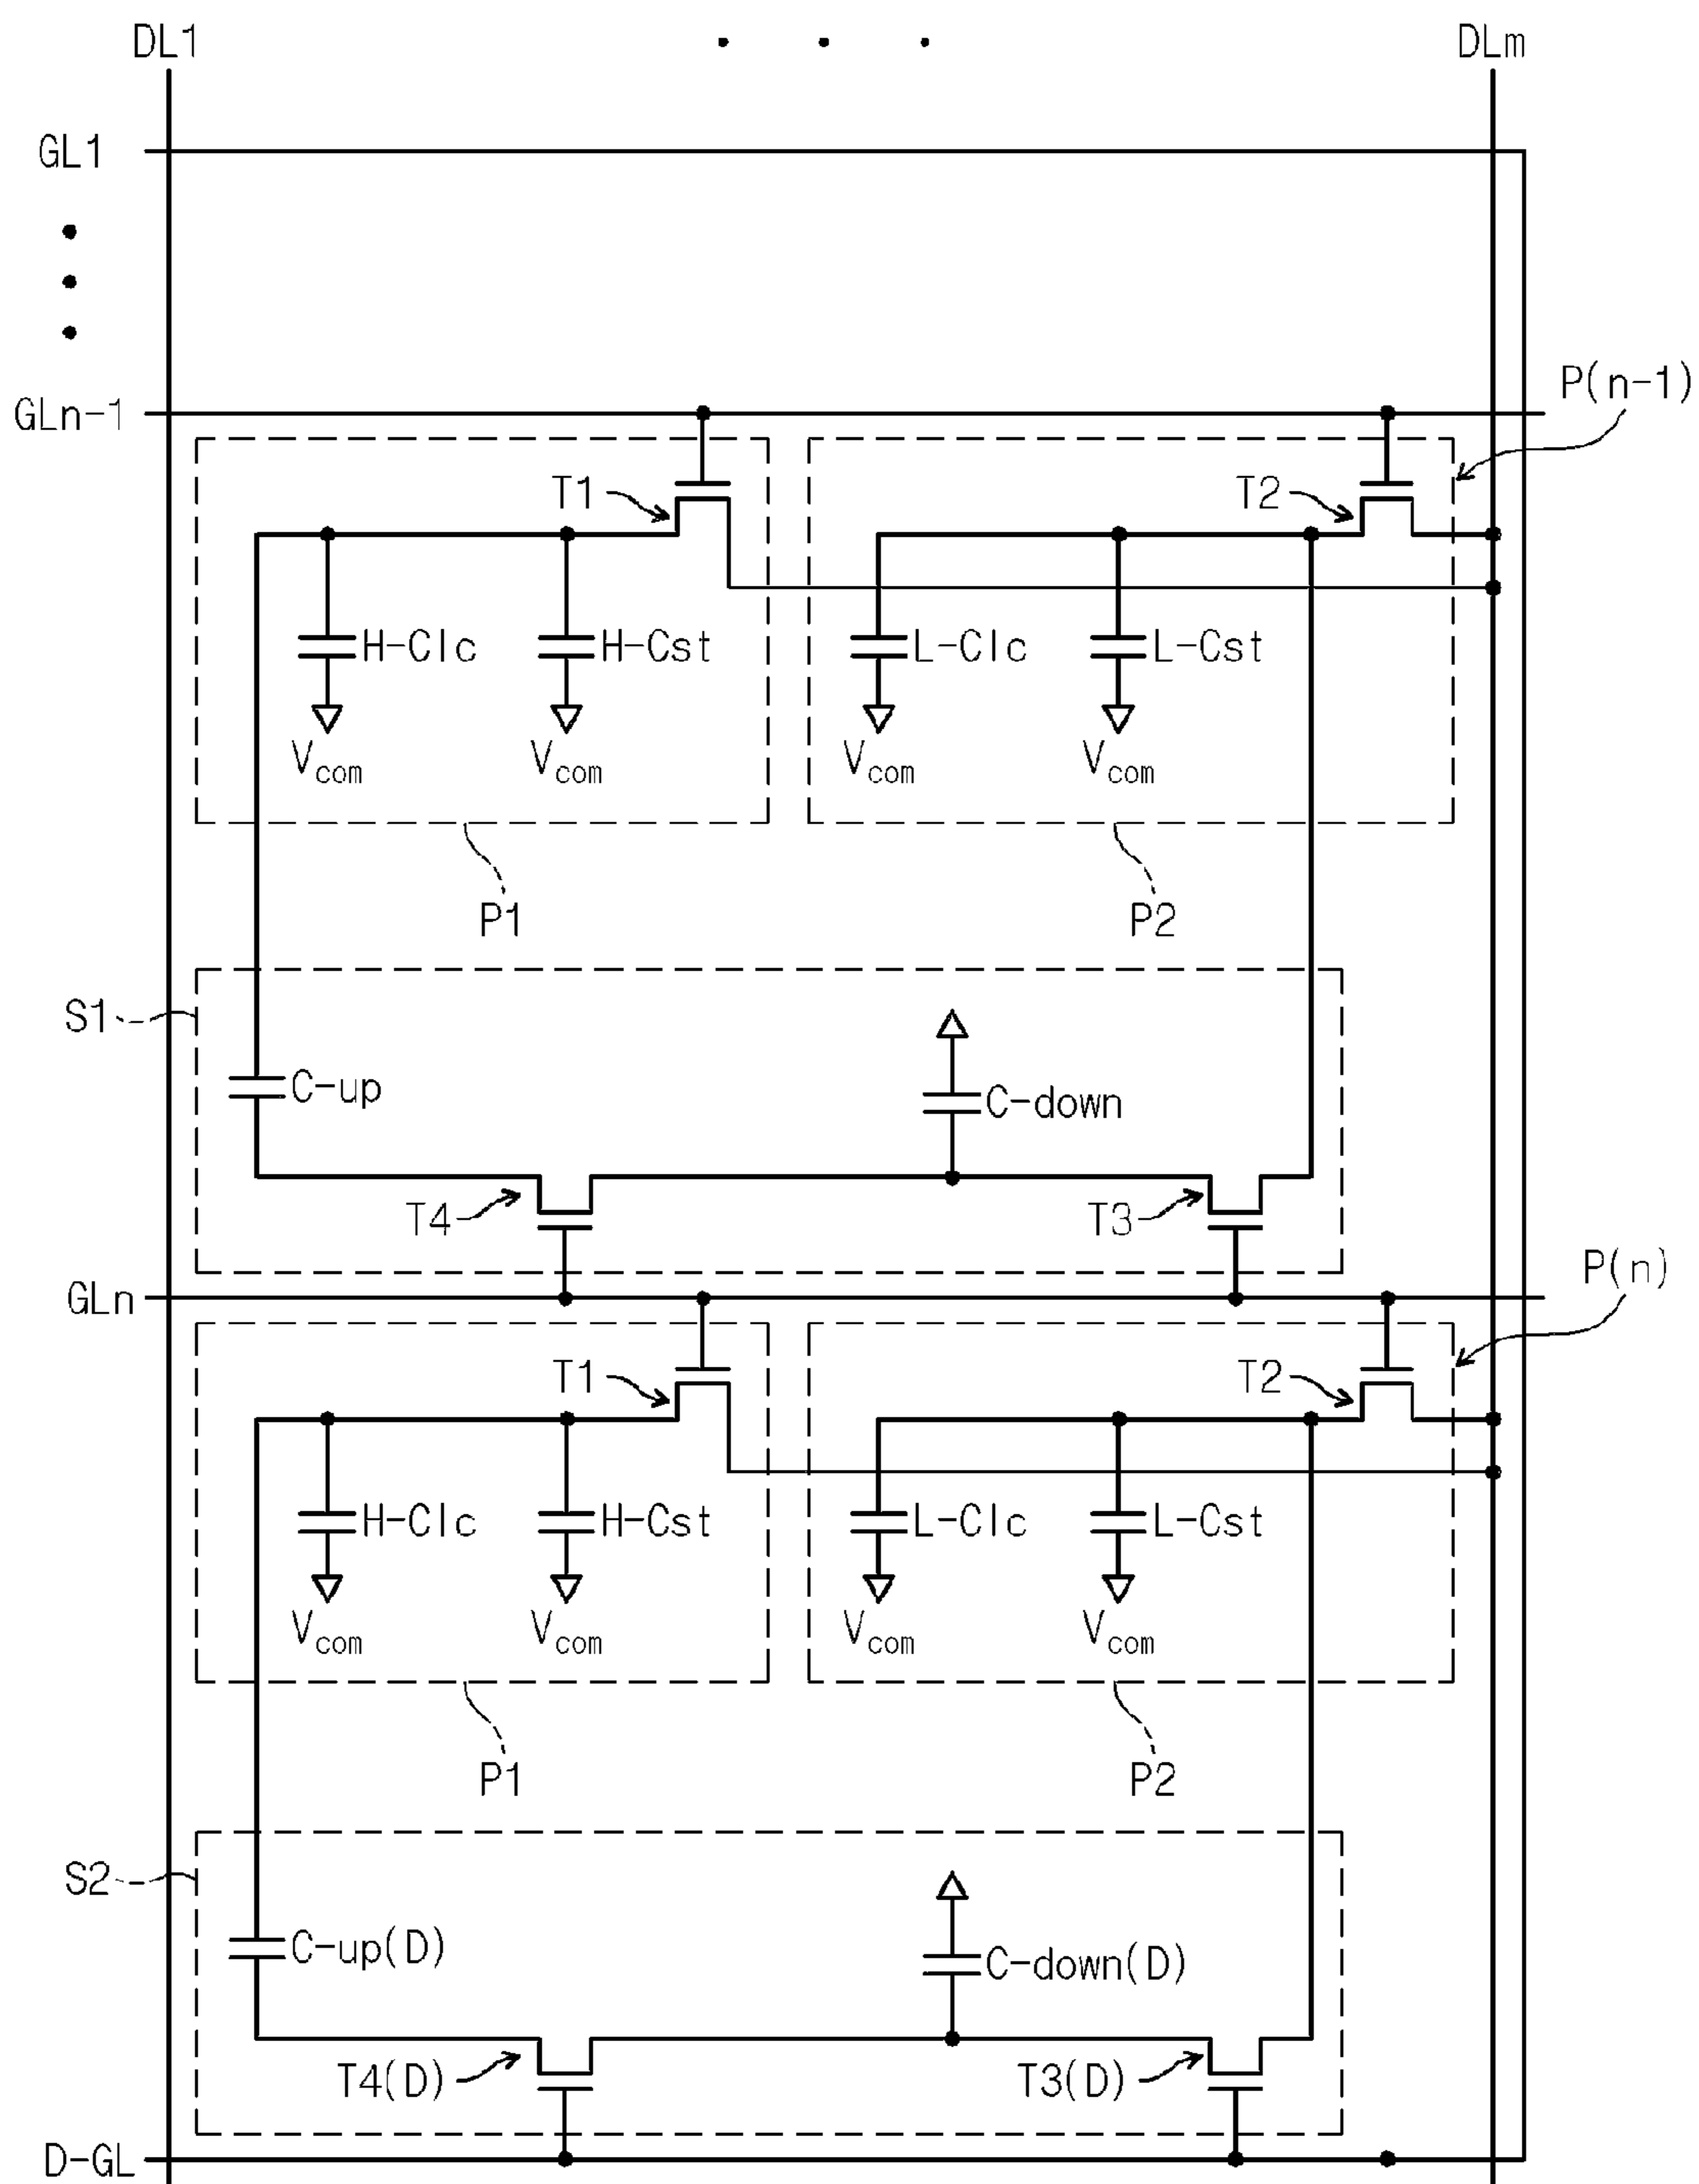 DL1 . . . DLm
GL1
GLn-1
P(n-1)
T1
T2
H-Clc
H-Cst
L-Clc
L-Cst
Vcom
Vcom
Vcom
Vcom
P1
P2
S1
C-up
C-down
T4
T3
GLn
P(n)
T1
T2
H-Clc
H-Cst
L-Clc
L-Cst
Vcom
Vcom
Vcom
Vcom
P1
P2
S2
C-up(D)
C-down(D)
T4(D)
T3(D)
D-GL